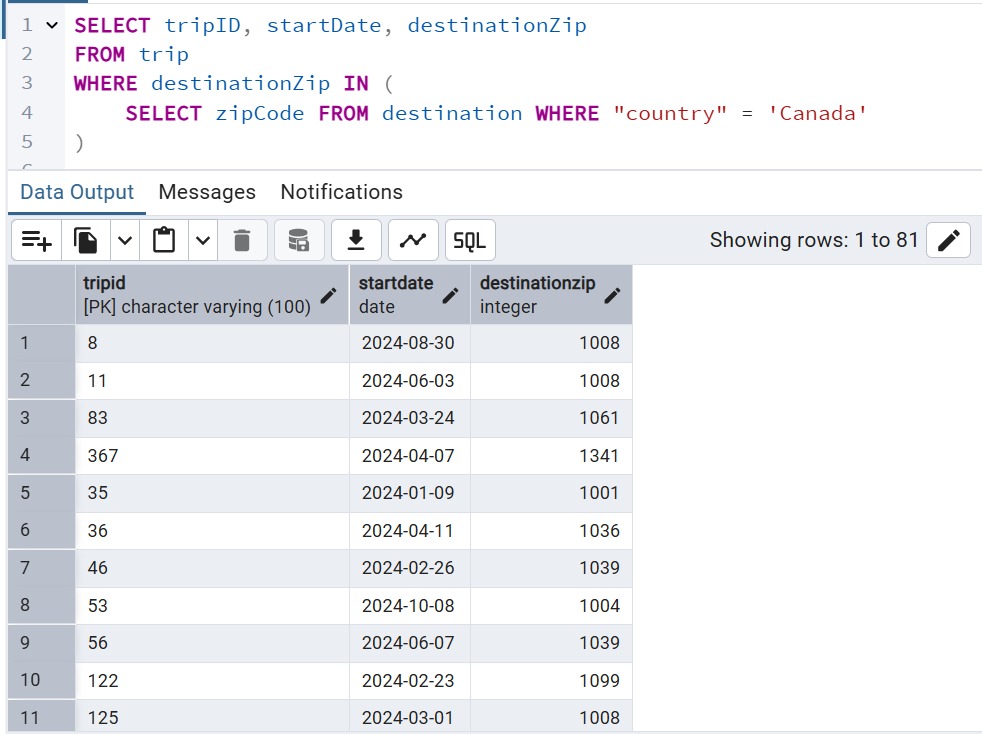 1 SELECT tripID, startDate, destinationZip
2 FROM trip
3 WHERE destinationZip IN (
4 SELECT zipCode FROM destination WHERE "country" = 'Canada'
5 )
Data Output Messages Notifications
SQL Showing rows: 1 to 81
tripid startdate destinationzip
[PK] character varying (100) date integer
1 8 2024-08-30 1008
2 11 2024-06-03 1008
3 83 2024-03-24 1061
4 367 2024-04-07 1341
5 35 2024-01-09 1001
6 36 2024-04-11 1036
7 46 2024-02-26 1039
8 53 2024-10-08 1004
9 56 2024-06-07 1039
10 122 2024-02-23 1099
11 125 2024-03-01 1008